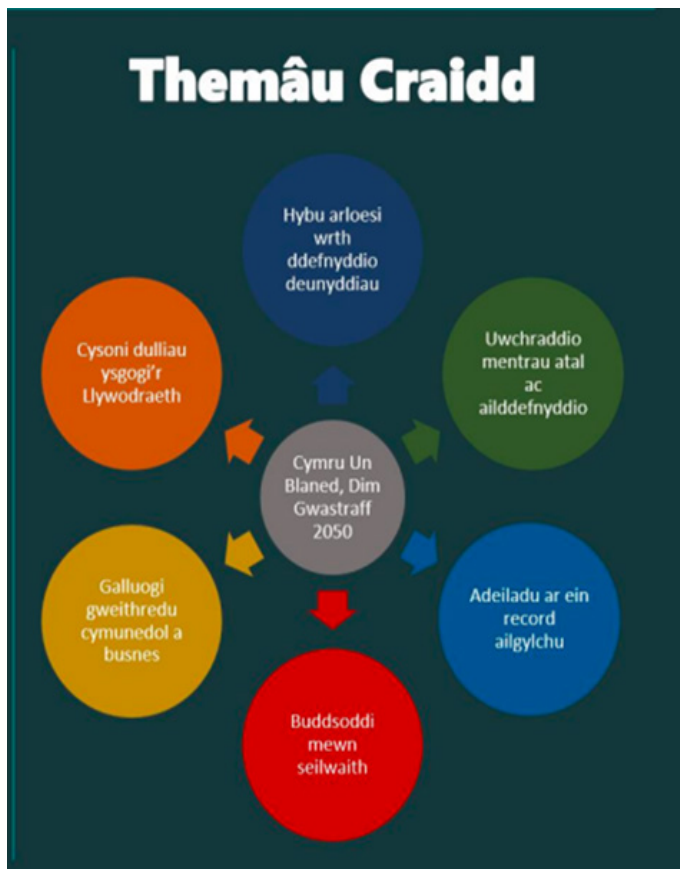 Themâu Craidd
Hybu arloesi
wrth
ddefnyddio
deunyddiau
Uwchraddio
mentrau atal
ac
ailddefnyddio
Adeiladu ar ein
record
ailgylchu
Buddsoddi
mewn
seilwaith
Galluogi
gweithredu
cymunedol a
busnes
Cysoni dulliau
ysgogi'r
Llywodraeth
Cymru Un
Blaned, Dim
Gwastraff
2050